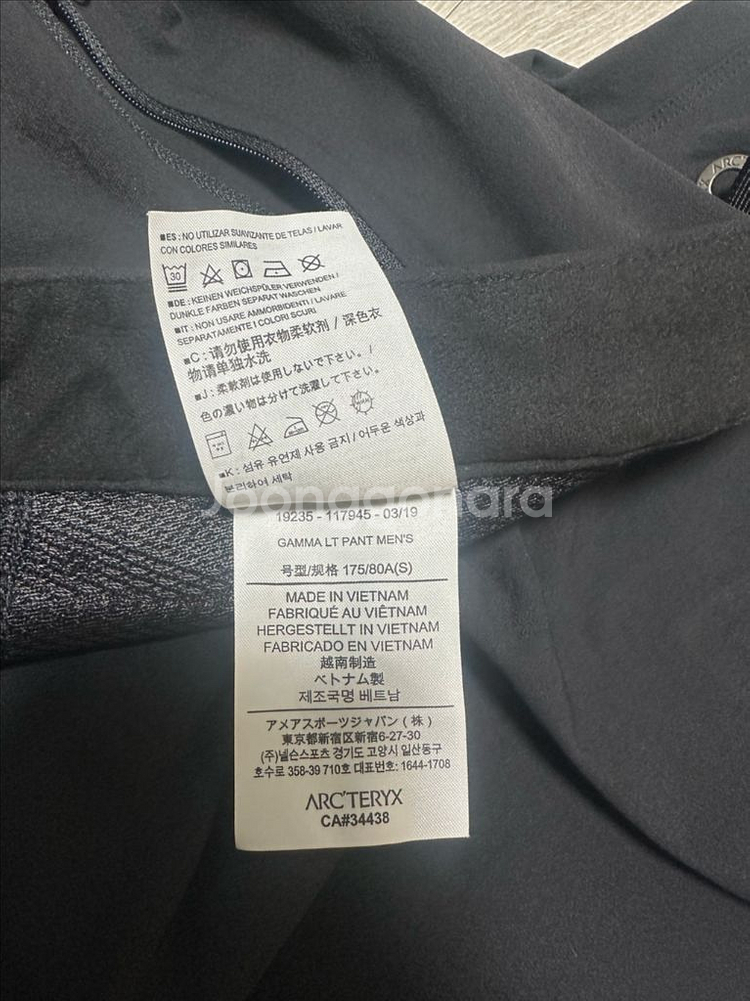 ■ES : NO UTILIZAR SUAVIZANTE DE TELAS / LAVAR
CON COLORES SIMILARES
30
■DE : KEINEN WEICHSPÜLER VERWENDEN /
DUNKLE FARBEN SEPARAT WASCHEN
■IT : NON USARE AMMORBIDENTI / LAVARE
SEPARATAMENTE I COLORI SCURI
■C : 请勿使用衣物柔软剂 / 深色衣
物请单独水洗
■J : 柔軟剤は使用しないで下さい。/
色の濃い物は分けて洗濯して下さい。
■K : 섬유 유연제 사용 금지 / 어두운 색상과
분리하여 세탁
Joonggonara
19235 - 117945 - 03/19
GAMMA LT PANT MEN'S
号型/规格 175/80A(S)
MADE IN VIETNAM
FABRIQUÉ AU VIÊTNAM
HERGESTELLT IN VIETNAM
FABRICADO EN VIETNAM
越南制造
ベトナム製
제조국명 베트남
アメアスポーツジャパン ( 株 )
東京都新宿区新宿6-27-30
(주)넬슨스포츠 경기도 고양시 일산동구
호수로 358-39 710호 대표번호: 1644-1708
ARC'TERYX
CA#34438
ARC'